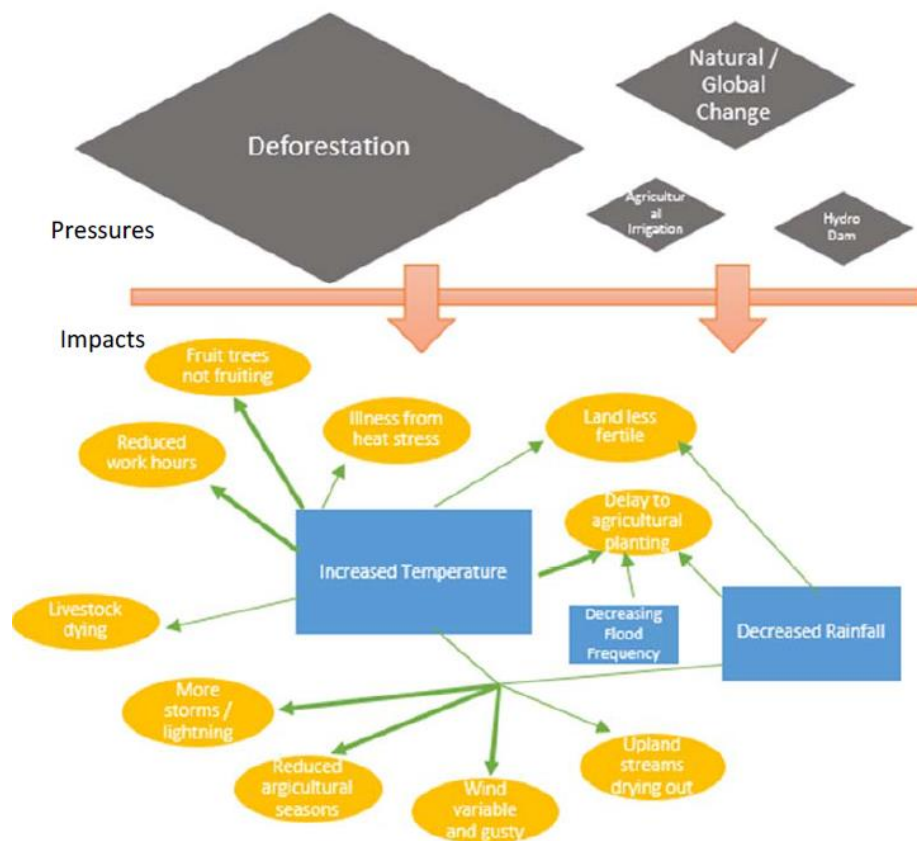 Natural /
Global
Change
Deforestation
Agricultur
al
Irrigation
Hydro
Dam
Pressures
Impacts
Fruit trees
not fruiting
Illness from
heat stress
Land less
fertile
Reduced
work hours
Delay to
agricultural
planting
Increased Temperature
Livestock
dying
Decreasing
Flood
Frequency
Decreased Rainfall
More
storms /
lightning
Upland
streams
drying out
Reduced
argicultural
seasons
Wind
variable
and gusty